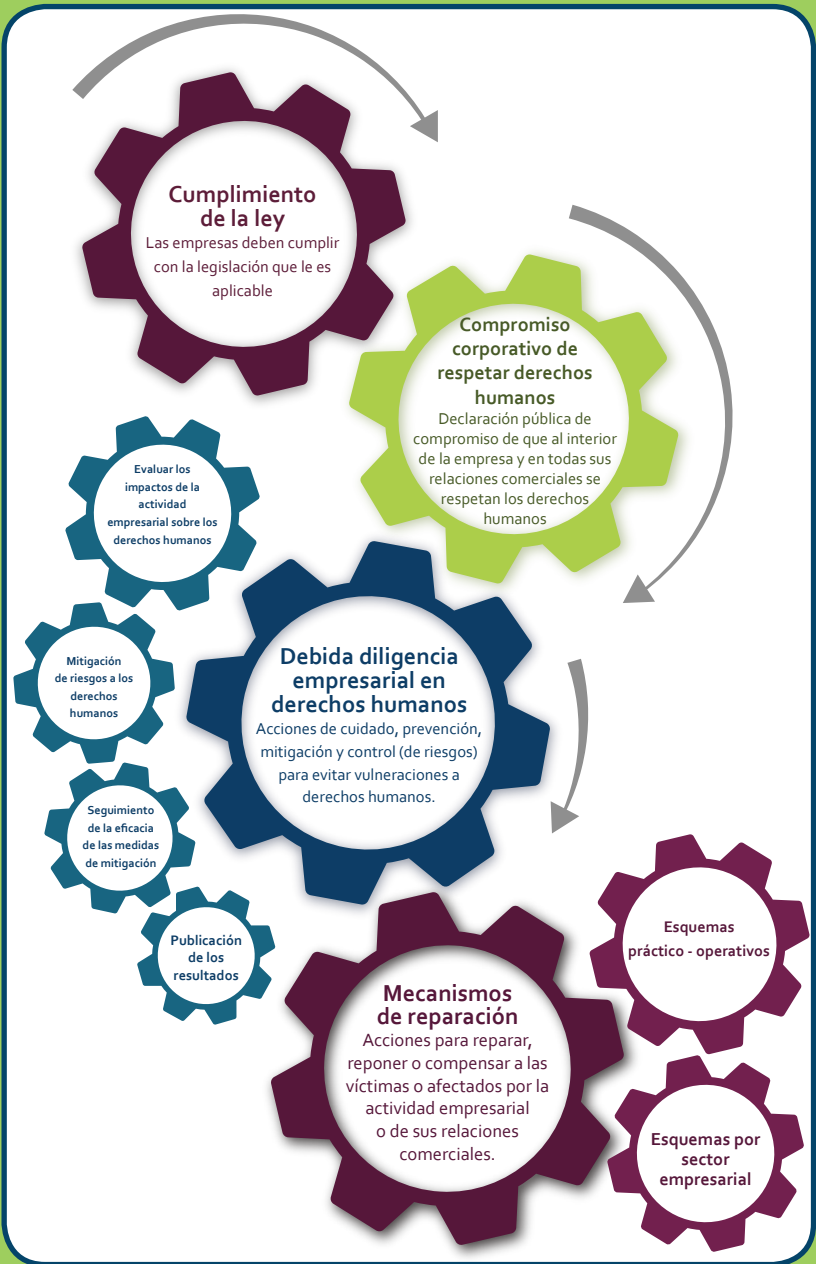 Cumplimiento
de la ley
Las empresas deben cumplir
con la legislación que le es
aplicable
Compromiso
corporativo de
respetar derechos
humanos
Declaración pública de
compromiso de que al interior
de la empresa y en todas sus
relaciones comerciales se
respetan los derechos
humanos
Evaluar los
impactos de la
actividad
empresarial sobre los
derechos humanos
Mitigación
de riesgos a los
derechos
humanos
Seguimiento
de la eficacia
de las medidas
de mitigación
Publicación
de los
resultados
Debida diligencia
empresarial en
derechos humanos
Acciones de cuidado, prevención,
mitigación y control (de riesgos)
para evitar vulneraciones a
derechos humanos.
Mecanismos
de reparación
Acciones para reparar,
reponer o compensar a las
víctimas o afectados por la
actividad empresarial
o de sus relaciones
comerciales.
Esquemas
práctico - operativos
Esquemas por
sector
empresarial